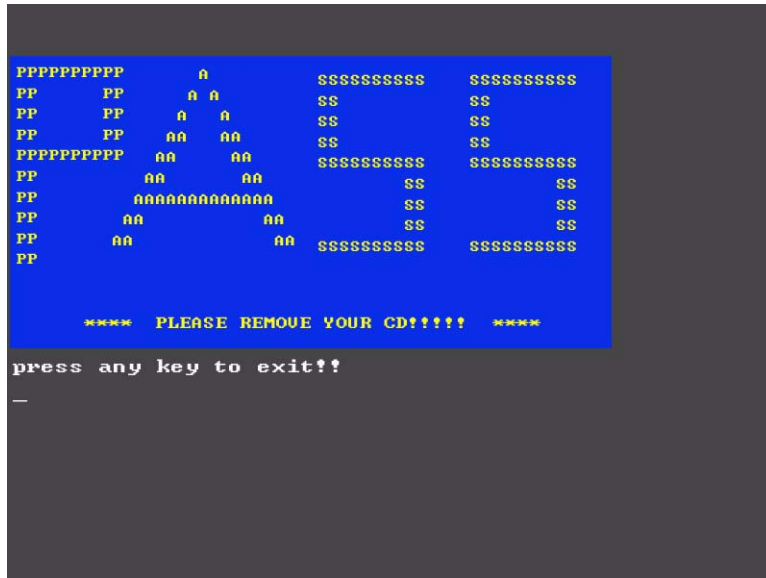 PPPPPPPPPP A SSSSSSSSSS SSSSSSSSSS
PP PP A A SS SS
PP PP A A SS SS
PP PP AA AA SS SS
PPPPPPPPPP AA AA SSSSSSSSSS SSSSSSSSSS
PP AA AA SS SS
PP AAAAAAAAAAAAA SS SS
PP AA AA SS SS
PP AA AA SSSSSSSSSS SSSSSSSSSS
PP
**** PLEASE REMOVE YOUR CD!!!!! ****
press any key to exit!!
_